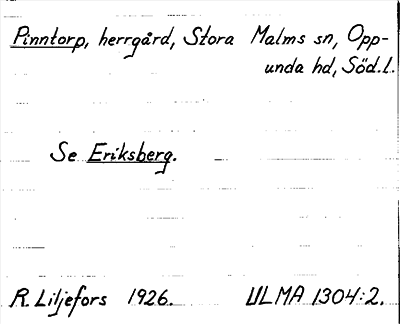 Pinntorp, herrgård, Stora Malms sn, Opp-
unda hd, Söd.l.
Se Eriksberg.
R. Liljefors 1926. ULMA 1304:2.